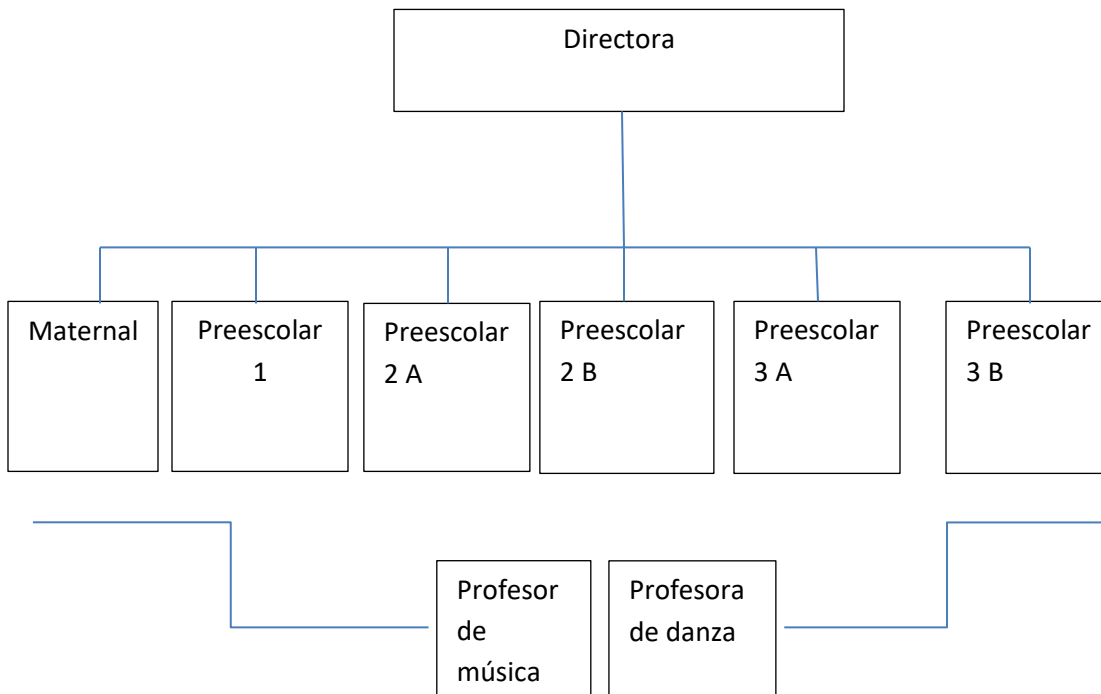 Directora
Maternal
Preescolar
1
Preescolar
2 A
Preescolar
2 B
Preescolar
3 A
Preescolar
3 B
Profesor
de
música
Profesora
de danza